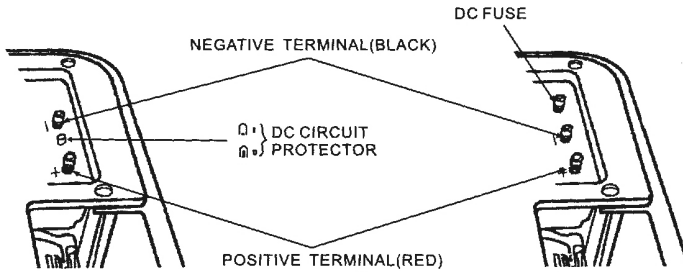 DC FUSE
NEGATIVE TERMINAL(BLACK)
DC CIRCUIT
PROTECTOR
POSITIVE TERMINAL(RED)